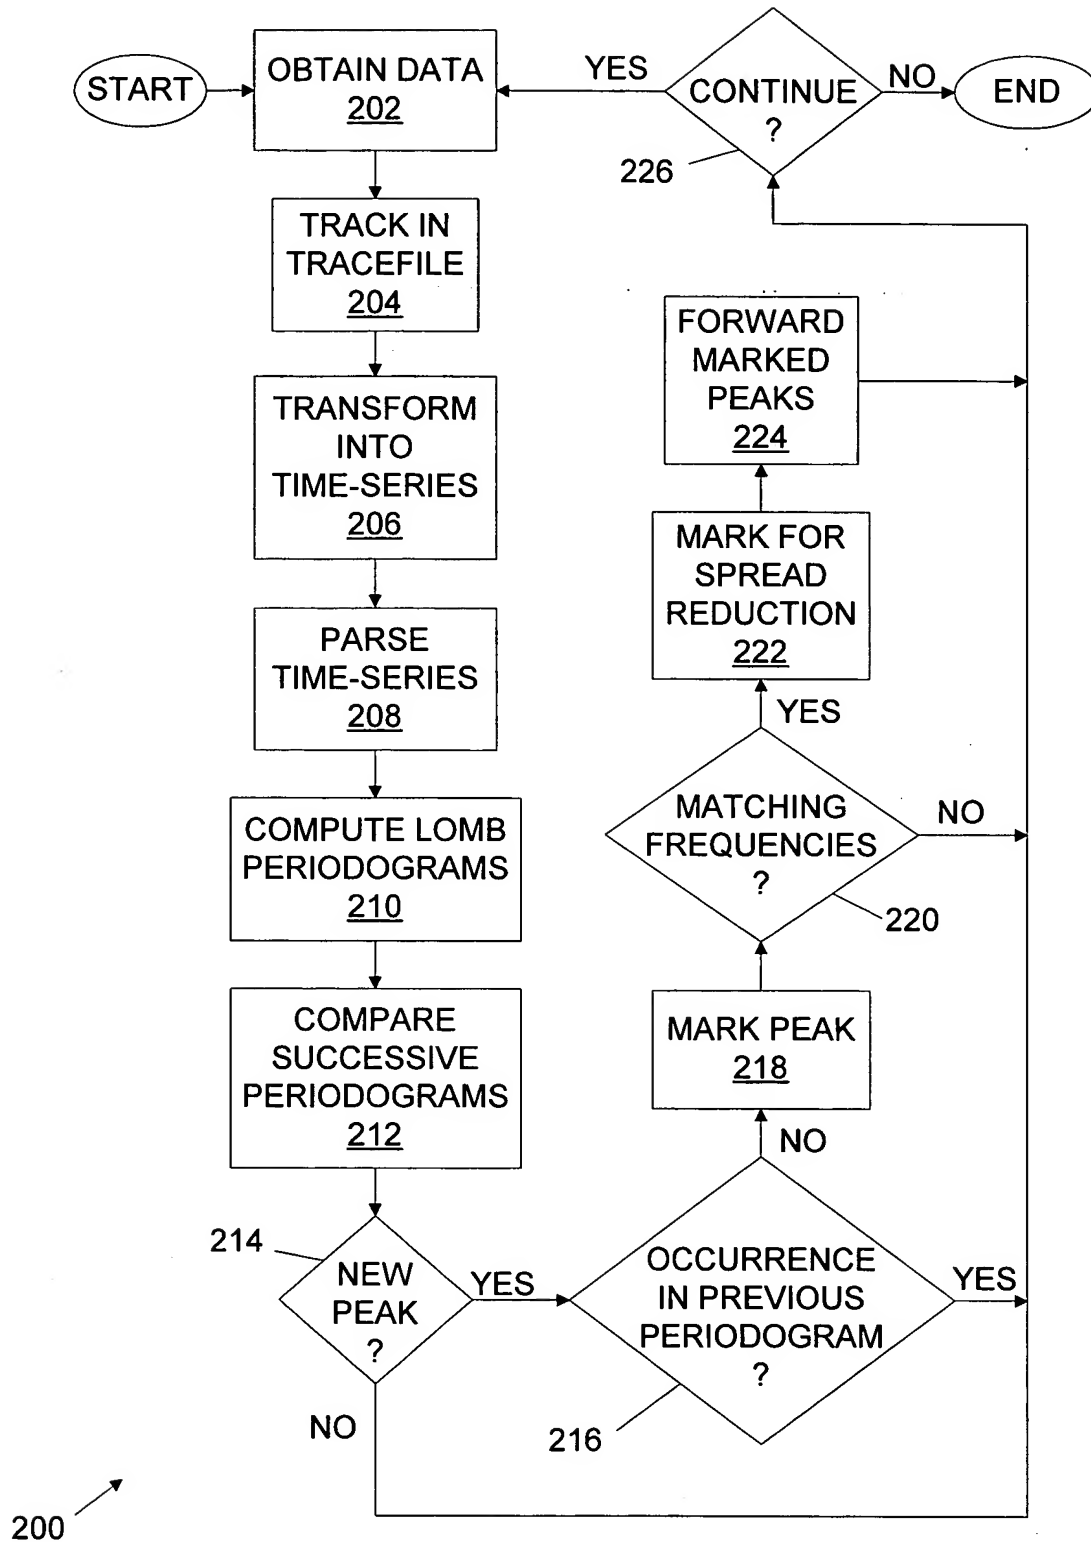 START
OBTAIN DATA
202
YES
CONTINUE
?
NO
END
226
TRACK IN
TRACEFILE
204
TRANSFORM
INTO
TIME-SERIES
206
PARSE
TIME-SERIES
208
COMPUTE LOMB
PERIODOGRAMS
210
COMPARE
SUCCESSIVE
PERIODOGRAMS
212
214
NEW
PEAK
?
YES
NO
OCCURRENCE
IN PREVIOUS
PERIODOGRAM
?
YES
216
NO
MARK PEAK
218
MATCHING
FREQUENCIES
?
NO
220
YES
MARK FOR
SPREAD
REDUCTION
222
FORWARD
MARKED
PEAKS
224
200